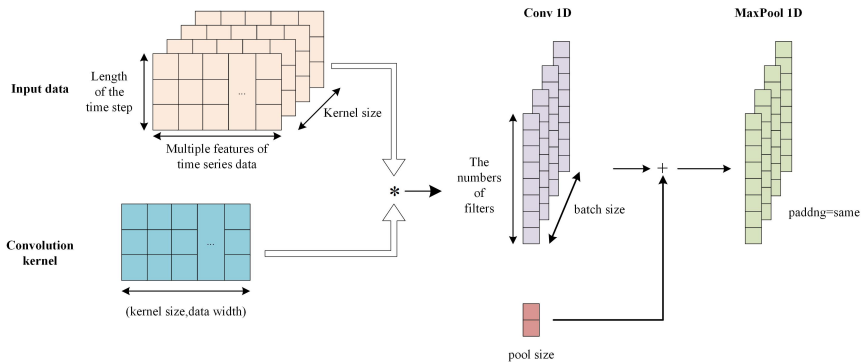 Conv 1D
MaxPool 1D
Input data
Length
of the
time step
...
Kernel size
Multiple features of
time series data
*
The
numbers
of
filters
+
batch size
paddng=same
Convolution
kernel
...
(kernel size,data width)
pool size